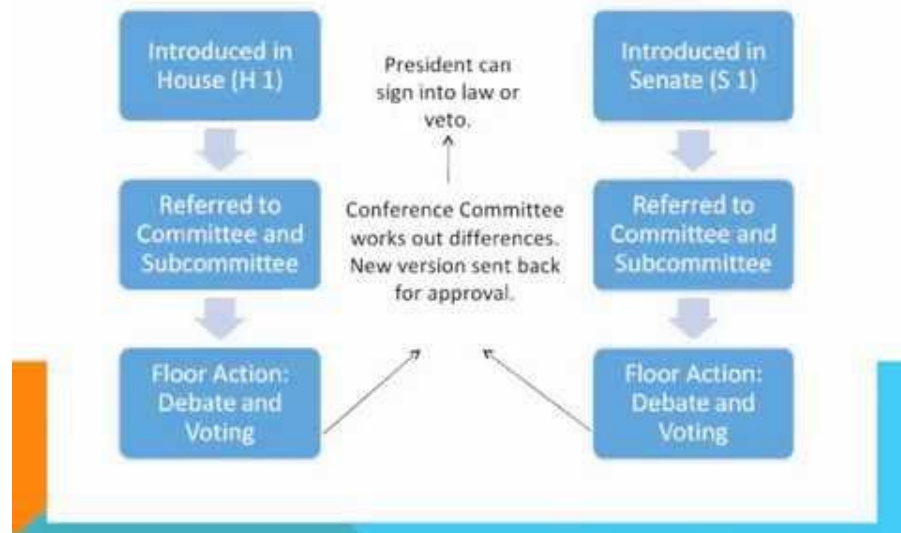 Introduced in
House (H 1)
Referred to
Committee and
Subcommittee
Floor Action:
Debate and
Voting
President can
sign into law or
veto.
Conference Committee
works out differences.
New version sent back
for approval.
Introduced in
Senate (S 1)
Referred to
Committee and
Subcommittee
Floor Action:
Debate and
Voting